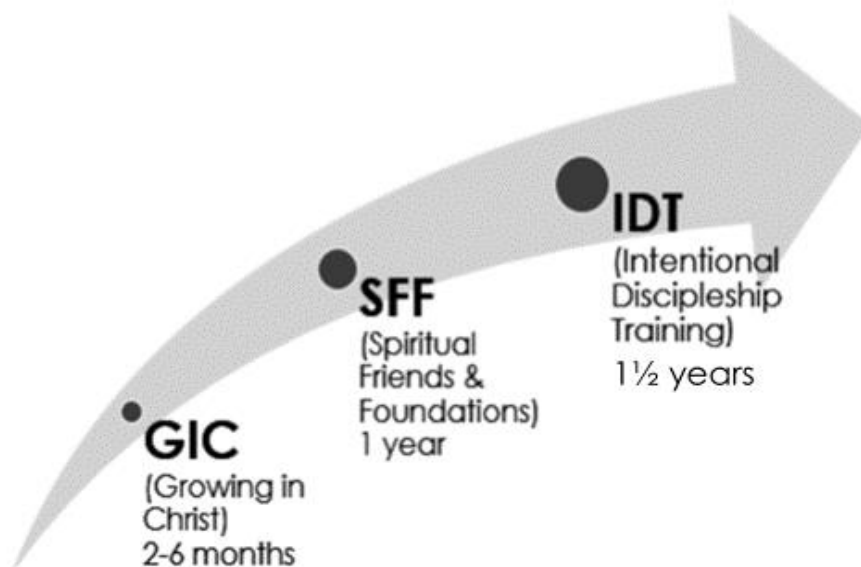 GIC
(Growing in
Christ)
2-6 months
SFF
(Spiritual
Friends &
Foundations)
1 year
IDT
(Intentional
Discipleship
Training)
1½ years